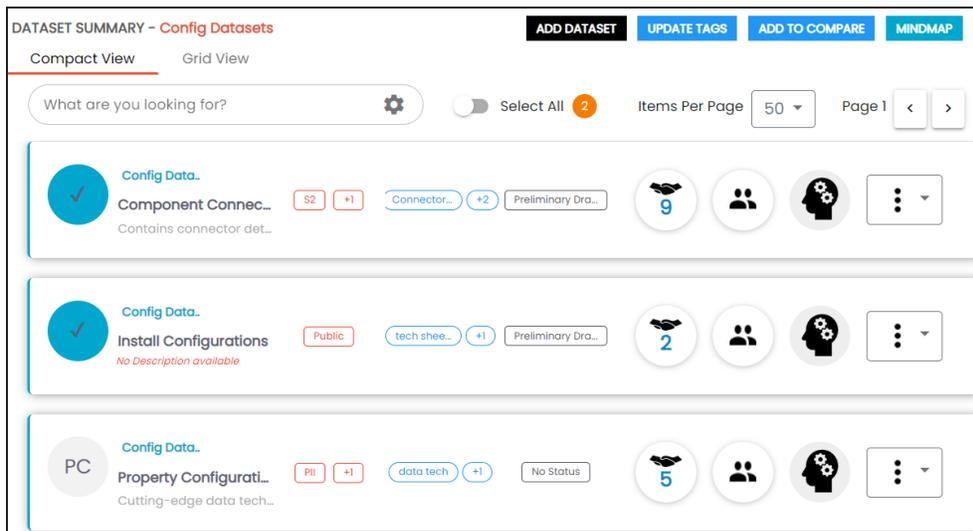 DATASET SUMMARY - Config Datasets
ADD DATASET
UPDATE TAGS
ADD TO COMPARE
MINDMAP
Compact View
Grid View
What are you looking for?
Select All 2
Items Per Page 50
Page 1
Config Data..
Component Connec...
Contains connector det...
S2
+1
Connector...
+2
Preliminary Dra...
9
Config Data..
Install Configurations
No Description available
Public
tech shee...
+1
Preliminary Dra...
2
PC
Config Data..
Property Configurati...
Cutting-edge data tech...
PII
+1
data tech
+1
No Status
5